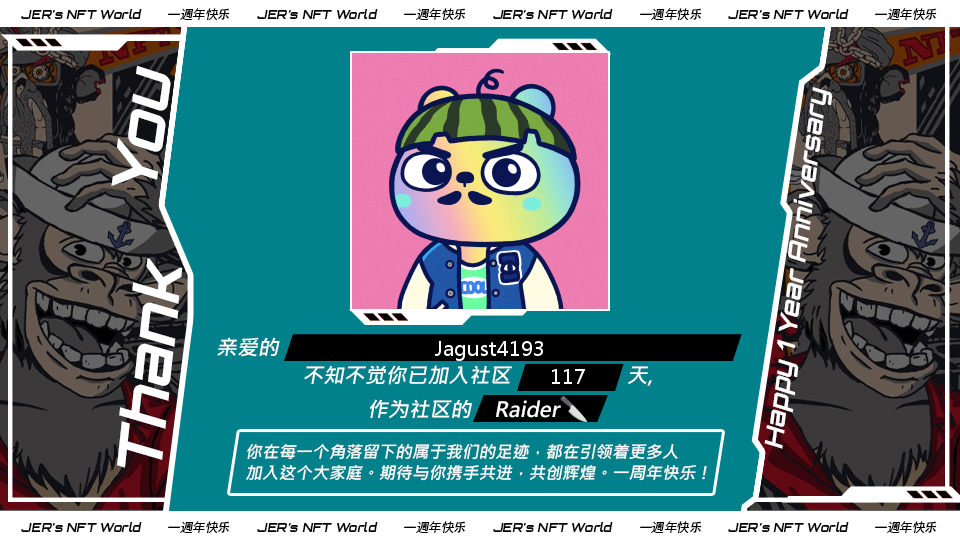 JER's NFT World 一週年快乐 JER's NFT World 一週年快乐 JER's NFT World 一週年快乐 JER's NFT World 一週年快乐
Thank You
COOL
亲爱的 Jagust4193
不知不觉你已加入社区 117 天,
作为社区的 Raider🔪
你在每一个角落留下的属于我们的足迹，都在引领着更多人
加入这个大家庭。期待与你携手共进，共创辉煌。一周年快乐！
Happy 1 Year Anniversary
JER's NFT World 一週年快乐 JER's NFT World 一週年快乐 JER's NFT World 一週年快乐 JER's NFT World 一週年快乐